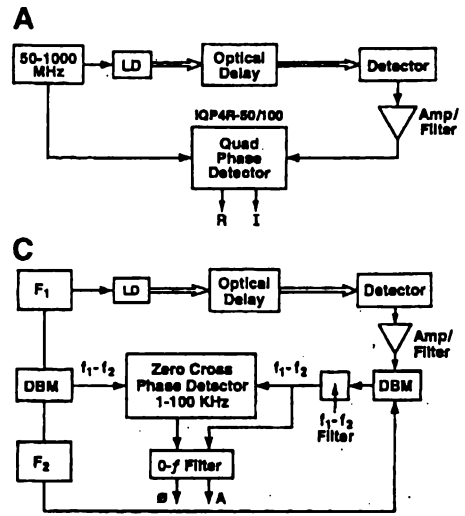 A
50-1000
MHz
LD
Optical
Delay
Detector
Amp/
Filter
IQP4R-50/100
Quad
Phase
Detector
R I
C
F1
LD
Optical
Delay
Detector
Amp/
Filter
DBM
f1-f2
Zero Cross
Phase Detector
1-100 KHz
f1-f2
DBM
f1-f2
Filter
F2
0-f Filter
ø A